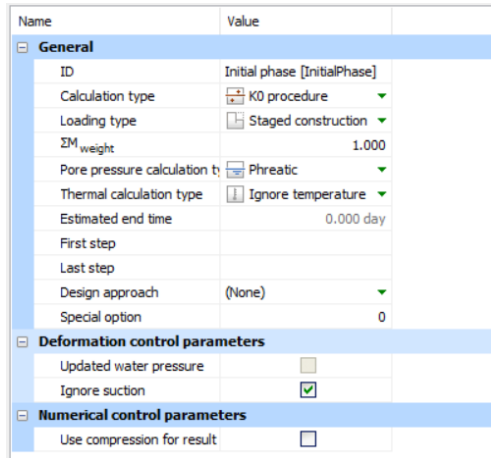 Name Value
General
ID Initial phase [InitialPhase]
Calculation type K0 procedure
Loading type Staged construction
ΣM weight 1.000
Pore pressure calculation ty Phreatic
Thermal calculation type Ignore temperature
Estimated end time 0.000 day
First step
Last step
Design approach (None)
Special option 0
Deformation control parameters
Updated water pressure
Ignore suction
Numerical control parameters
Use compression for result